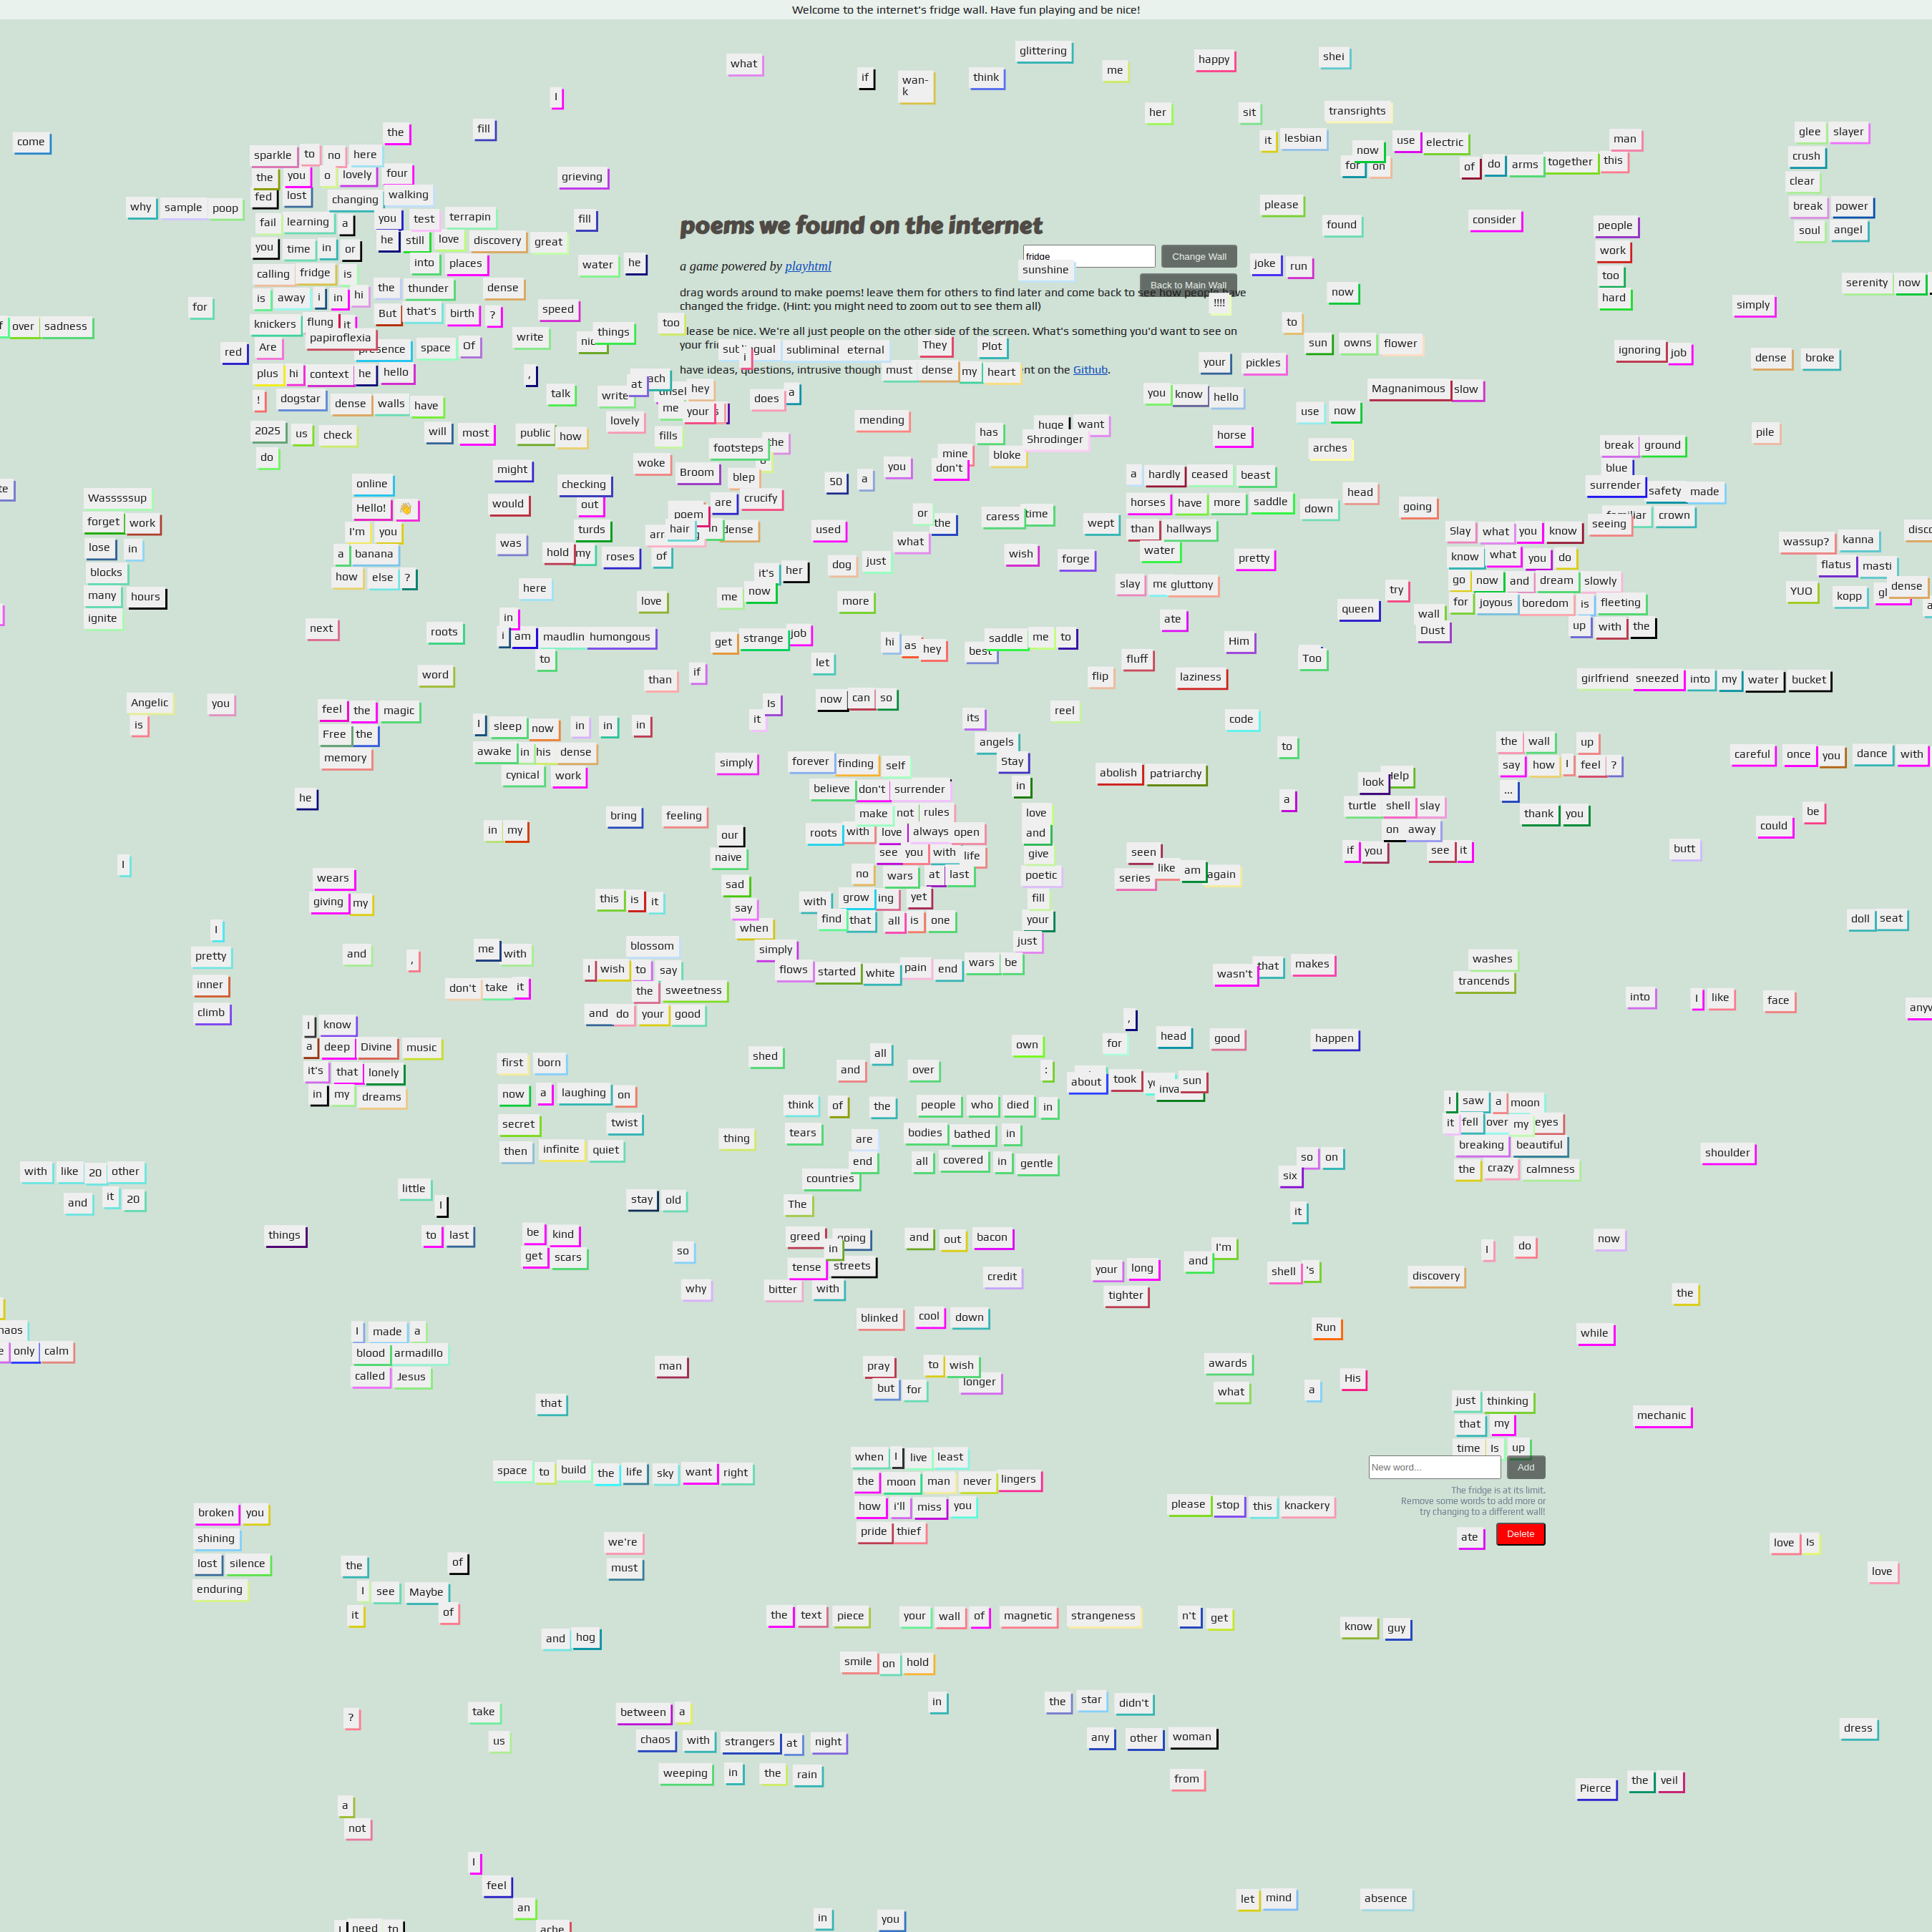 Welcome to the internet's fridge wall. Have fun playing and be nice!
glittering
what if wan-k think me happy shei
I her sit transrights
come the fill it lesbian now use electric man glee slayer
sparkle to no here for on of do arms together this crush
the you o lovely four grieving clear
fed lost changing walking please break power
why sample poop
fail learning a you test terrapin fill found consider people soul angel
poems we found on the internet
you time in or he still love discovery great work
fridge Change Wall
a game powered by playhtml
calling fridge is into places water he sunshine joke run too
Back to Main Wall
is away i in hi the thunder dense now hard serenity now
drag words around to make poems! leave them for others to find later and come back to see how people have
changed the fridge. (Hint: you might need to zoom out to see them all)
for But that's birth ? speed !!!! simply
over sadness knickers flung it too to
lease be nice. We're all just people on the other side of the screen. What's something you'd want to see on
your
papiroflexia write things sun owns flower
red Are space Of subliminal eternal They Plot your pickles ignoring job dense broke
have ideas, questions, intrusive though must dense my heart nt on the Github.
plus hi context he hello , at
! dogstar dense walls have talk write me your hey does a you know hello Magnanimous slow
lovely mending use now
2025 us check will most public how fills has huge want horse pile
do footsteps the Shrodinger arches break ground
woke Broom blep mine don't bloke blue
online might checking 50 a you a hardly ceased beast surrender safety made
Wasssssup
Hello! 👋 would out are crucify horses have more saddle down head going crown
forget work poem or the caress time
I'm you turds hair in dense used wept than hallways Slay what you know seeing
lose in was hold my roses of what wassup? kanna
a banana dog just wish forge water pretty know what you do flatus masti
blocks it's her
how else ? here me now slay me gluttony try go now and dream slowly YUO kopp dense
many hours love more queen wall for joyous boredom is fleeting
ignite in ate Dust up with the
next roots i am maudlin humongous get strange job hi as hey best saddle me to Him
to let fluff Too
word than if flip laziness girlfriend sneezed into my water bucket
Angelic you feel the magic Is now can so its reel code
is Free the I sleep now in in in it
memory awake in his dense angels to the wall up careful once you dance with
cynical work simply forever finding self Stay abolish patriarchy look say how I feel ?
he believe don't surrender in a turtle shell slay ...
in my bring feeling make not rules love on away thank you could be
our roots with love always open and if you see it butt
I naive see you with life give seen
wears sad no wars at last poetic series like am again
giving my this is it say with grow ing yet fill
I when find that all is one your doll seat
pretty and , me with blossom simply just washes
inner I wish to say flows started white pain end wars be wasn't that makes trancends
climb don't take it the sweetness into I like face
I know and do your good ,
a deep Divine music shed all own for head good happen
it's that lonely first born and over : about took sun
in my dreams now a laughing on think of the people who died in I saw a moon
secret twist tears are bodies bathed in it fell over my eyes
then infinite quiet thing end all covered in gentle breaking beautiful
with like 20 other countries so on the crazy calmness shoulder
and it 20 little I stay old The six
it
things to last be kind greed going and out bacon I'm I do now
get scars so in and
tense streets credit your long shell 's discovery
why bitter with tighter the
I made a blinked cool down Run while
only calm blood armadillo man pray to wish awards
called Jesus but for longer what a His
that just thinking
that my mechanic
time Is up
when I live least
space to build the life sky want right New word... Add
the moon man never lingers The fridge is at its limit.
Remove some words to add more or
try changing to a different wall!
broken you how i'll miss you please stop this knackery
shining we're pride thief ate Delete love Is
lost silence the of must love
enduring I see Maybe
it of the text piece your wall of magnetic strangeness n't get know guy
and hog
smile on hold
? take between a in the star didn't
us chaos with strangers at night any other woman dress
weeping in the rain from Pierce the veil
a
not
I
feel let mind absence
an
I need to ache in you